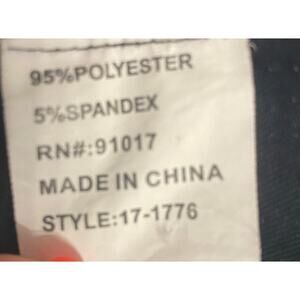 95%POLYESTER
5%SPANDEX
RN#:91017
MADE IN CHINA
STYLE:17-1776